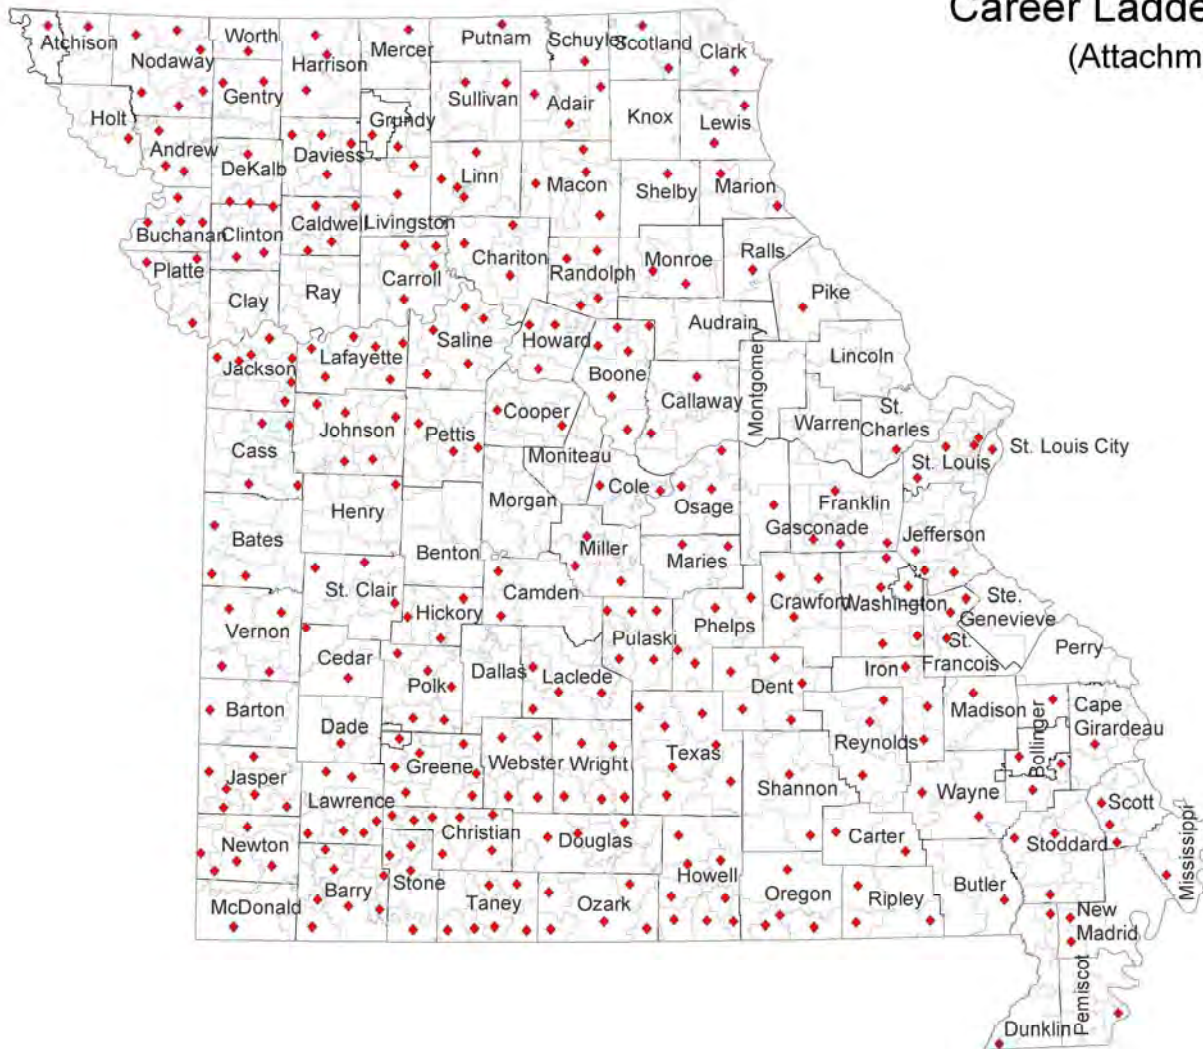 Career Ladde
(Attachm
Atchison
Nodaway
Worth
Harrison
Mercer
Putnam
Schuyler
Scotland
Clark
Holt
Gentry
Grundy
Sullivan
Adair
Knox
Lewis
Andrew
DeKalb
Daviess
Linn
Macon
Shelby
Marion
Buchanan
Clinton
Caldwell
Livingston
Chariton
Randolph
Monroe
Ralls
Platte
Clay
Ray
Carroll
Pike
Audrain
Jackson
Lafayette
Saline
Howard
Boone
Callaway
Montgomery
Lincoln
Warren
St.
Charles
Cass
Johnson
Pettis
Cooper
Moniteau
St. Louis
St. Louis City
Bates
Henry
Benton
Morgan
Cole
Osage
Gasconade
Franklin
Jefferson
Miller
Maries
St. Clair
Hickory
Camden
Pulaski
Phelps
Crawford
Washington
Ste.
Genevieve
Vernon
Cedar
Polk
Dallas
Laclede
Dent
Iron
St.
Francois
Perry
Barton
Dade
Madison
Bollinger
Cape
Girardeau
Texas
Reynolds
Jasper
Greene
Webster
Wright
Shannon
Wayne
Scott
Lawrence
Christian
Douglas
Carter
Stoddard
Mississippi
Newton
Barry
Stone
Taney
Ozark
Howell
Oregon
Ripley
Butler
McDonald
New
Madrid
Pemiscot
Dunklin